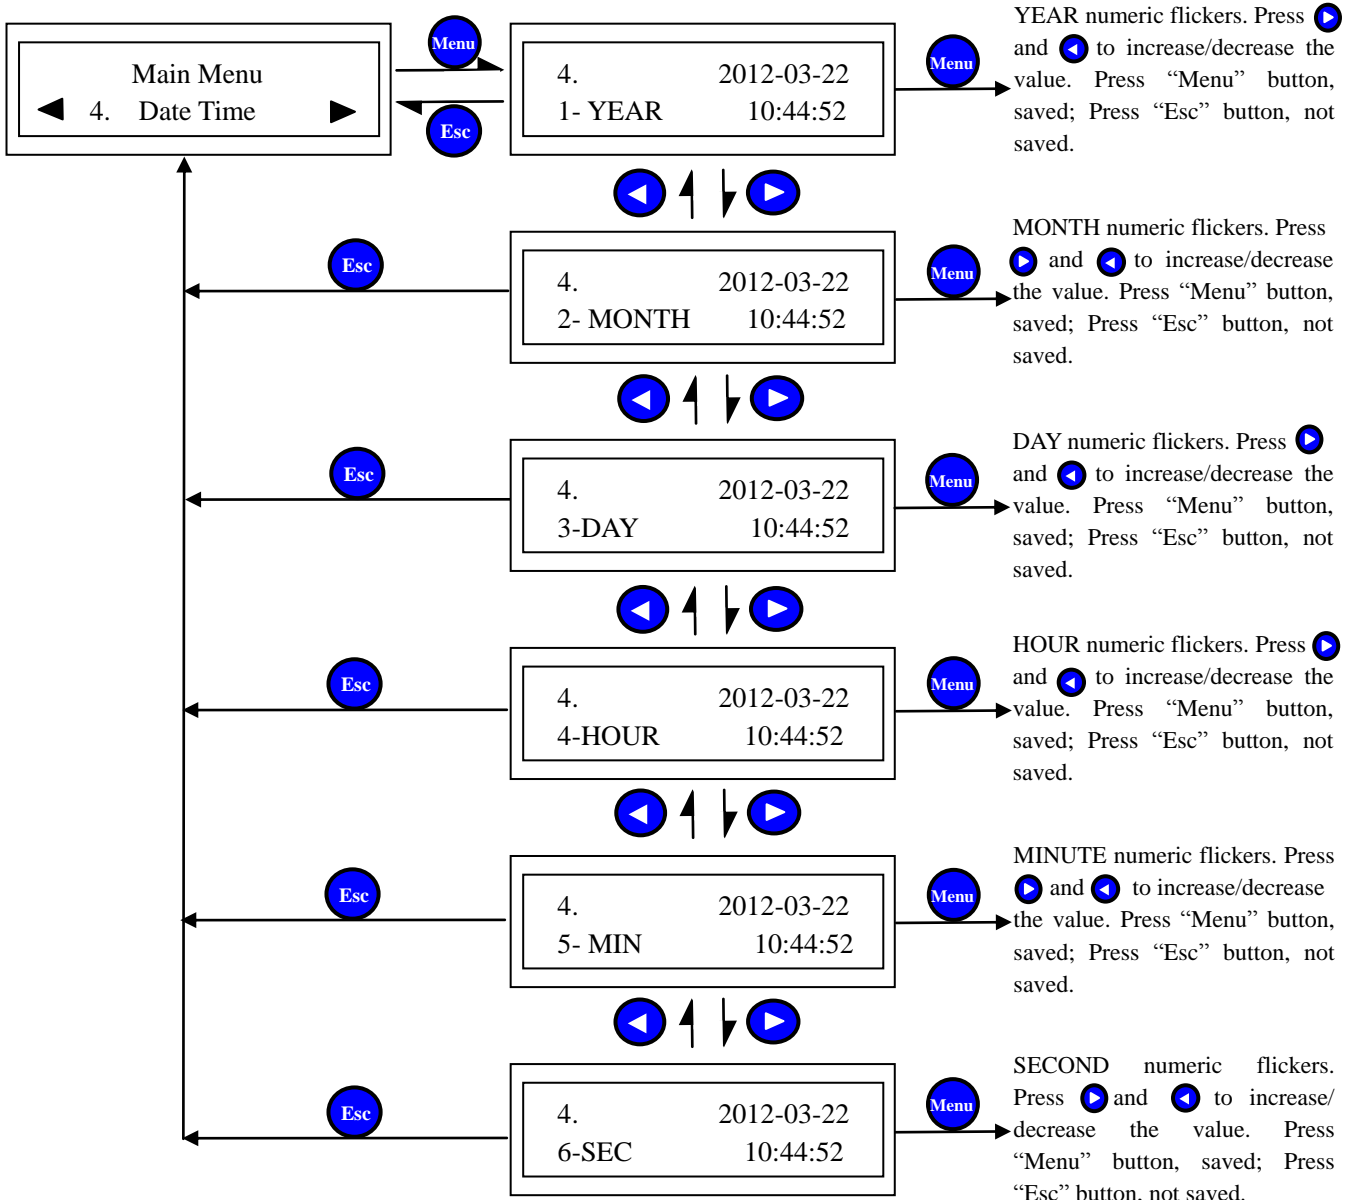 Main Menu
4. Date Time
Menu
Esc
4. 2012-03-22
1- YEAR 10:44:52
Menu
YEAR numeric flickers. Press
and to increase/decrease the
value. Press “Menu” button,
saved; Press “Esc” button, not
saved.
Esc
4. 2012-03-22
2- MONTH 10:44:52
Menu
MONTH numeric flickers. Press
and to increase/decrease
the value. Press “Menu” button,
saved; Press “Esc” button, not
saved.
Esc
4. 2012-03-22
3-DAY 10:44:52
Menu
DAY numeric flickers. Press
and to increase/decrease the
value. Press “Menu” button,
saved; Press “Esc” button, not
saved.
Esc
4. 2012-03-22
4-HOUR 10:44:52
Menu
HOUR numeric flickers. Press
and to increase/decrease the
value. Press “Menu” button,
saved; Press “Esc” button, not
saved.
Esc
4. 2012-03-22
5- MIN 10:44:52
Menu
MINUTE numeric flickers. Press
and to increase/decrease
the value. Press “Menu” button,
saved; Press “Esc” button, not
saved.
Esc
4. 2012-03-22
6-SEC 10:44:52
Menu
SECOND numeric flickers.
Press and to increase/
decrease the value. Press
“Menu” button, saved; Press
“Esc” button, not saved.